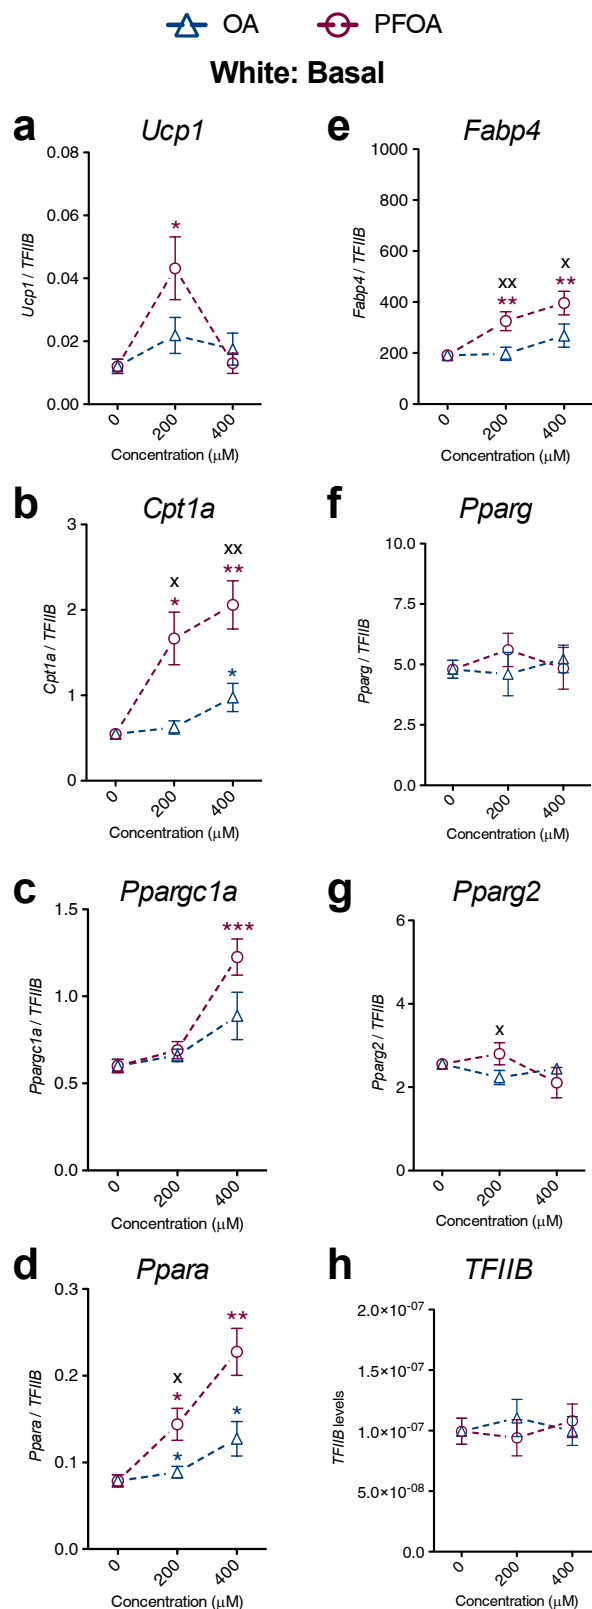 OA PFOA
White: Basal
a Ucp1
0.08
0.06
0.04
0.02
0.00
Ucp1 / TFIIB
*
0 200 400
Concentration (μM)
e Fabp4
1000
800
600
400
200
0
Fabp4 / TFIIB
xx
**
x
**
0 200 400
Concentration (μM)
b Cpt1a
3
2
1
0
Cpt1a / TFIIB
x
*
xx
**
*
0 200 400
Concentration (μM)
f Pparg
10.0
7.5
5.0
2.5
0.0
Pparg / TFIIB
0 200 400
Concentration (μM)
c Ppargc1a
1.5
1.0
0.5
0.0
Ppargc1a / TFIIB
***
0 200 400
Concentration (μM)
g Pparg2
6
4
2
0
Pparg2 / TFIIB
x
0 200 400
Concentration (μM)
d Ppara
0.3
0.2
0.1
0.0
Ppara / TFIIB
x
*
*
**
*
0 200 400
Concentration (μM)
h TFIIB
2.0×10-07
1.5×10-07
1.0×10-07
5.0×10-08
0.0
TFIIB levels
0 200 400
Concentration (μM)